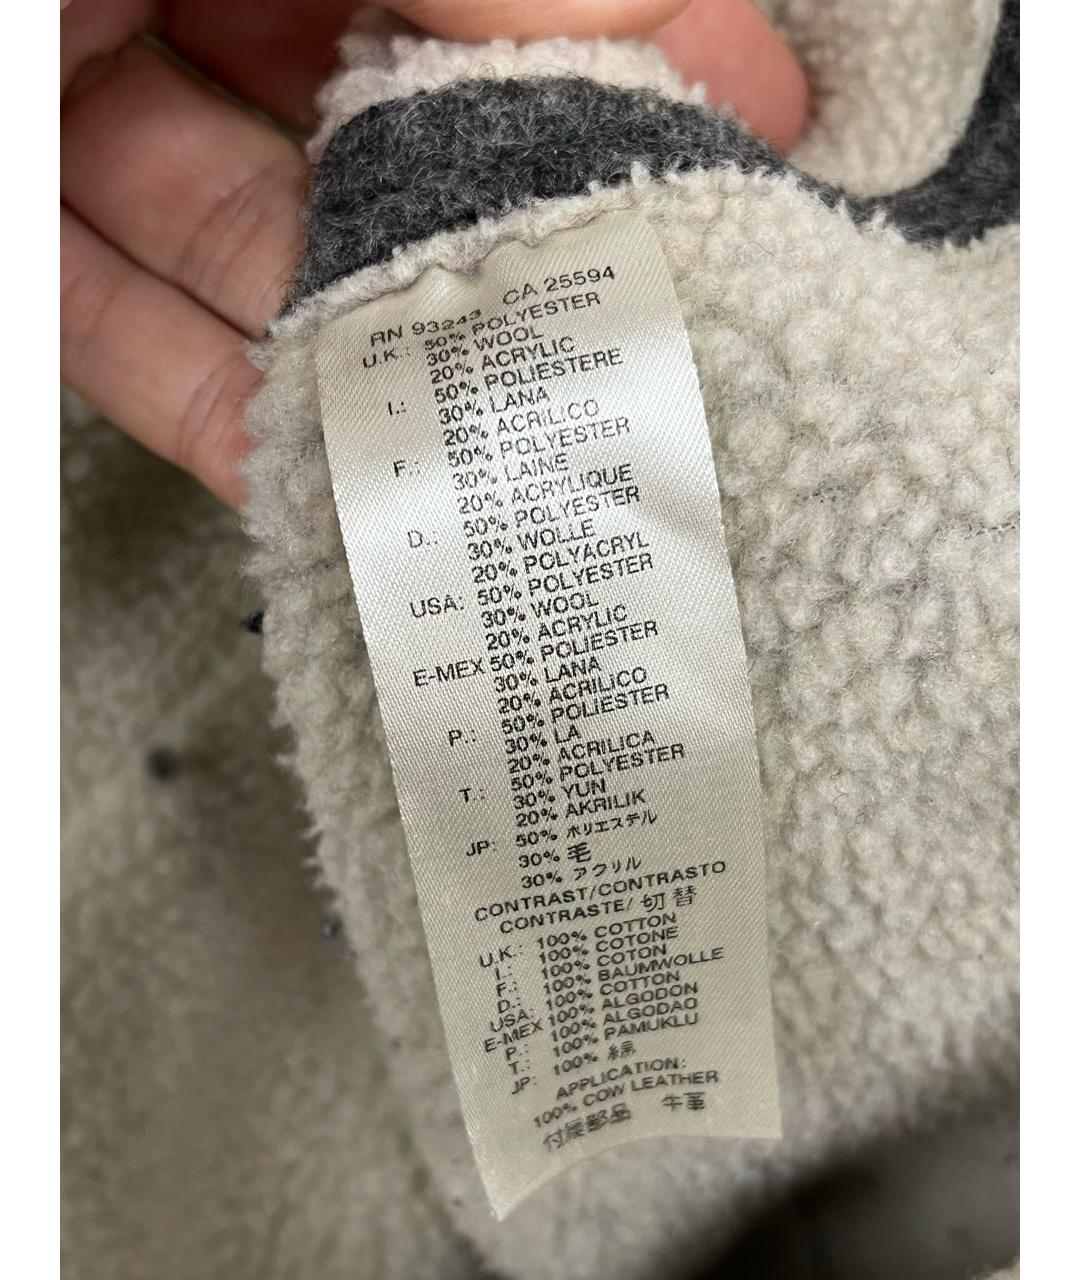 RN 93243 CA 25594
U.K.: 50% POLYESTER
30% WOOL
20% ACRYLIC
I.: 50% POLIESTERE
30% LANA
20% ACRILICO
F.: 50% POLYESTER
30% LAINE
20% ACRYLIQUE
D.: 50% POLYESTER
30% WOLLE
20% POLYACRYL
USA: 50% POLYESTER
30% WOOL
20% ACRYLIC
E-MEX 50% POLIESTER
30% LANA
20% ACRILICO
P.: 50% POLIESTER
30% LA
20% ACRILICA
T.: 50% POLYESTER
30% YUN
20% AKRILIK
JP: 50% ポリエステル
30% 毛
30% アクリル
CONTRAST/CONTRASTO
CONTRASTE/ 切替
U.K.: 100% COTTON
I.: 100% COTONE
F.: 100% COTON
D.: 100% BAUMWOLLE
USA: 100% COTTON
E-MEX 100% ALGODON
P.: 100% ALGODAO
T.: 100% PAMUKLU
JP: 100% 綿
APPLICATION:
100% COW LEATHER
付属部品 牛革